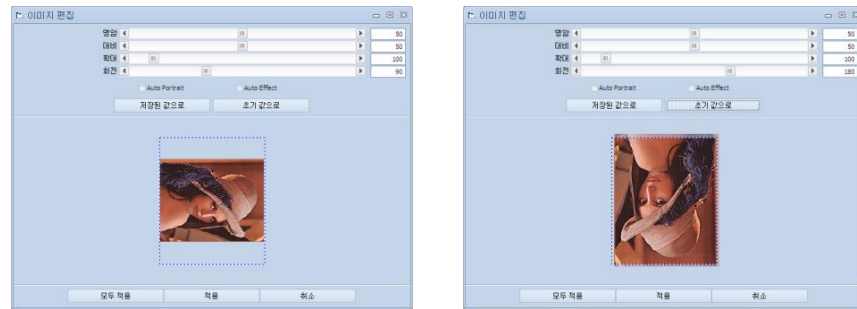 이미지 편집
명암 50
대비 50
확대 100
회전 90
Auto Portrait Auto Effect
저장된 값으로 초기 값으로
모두 적용 적용 취소
이미지 편집
명암 50
대비 50
확대 100
회전 180
Auto Portrait Auto Effect
저장된 값으로 초기 값으로
모두 적용 적용 취소